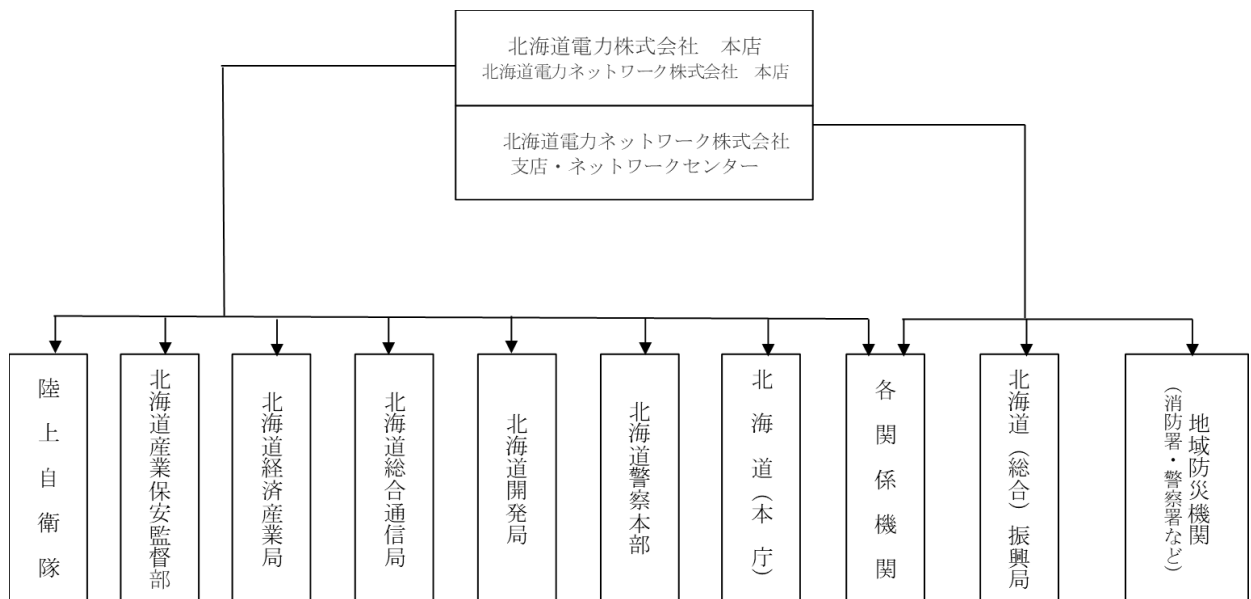 北海道電力株式会社　本店
北海道電力ネットワーク株式会社　本店
北海道電力ネットワーク株式会社
支店・ネットワークセンター
陸上自衛隊
北海道産業保安監督部
北海道経済産業局
北海道総合通信局
北海道開発局
北海道警察本部
北海道（本庁）
各関係機関
北海道（総合）振興局
地域防災機関
（消防署・警察署など）